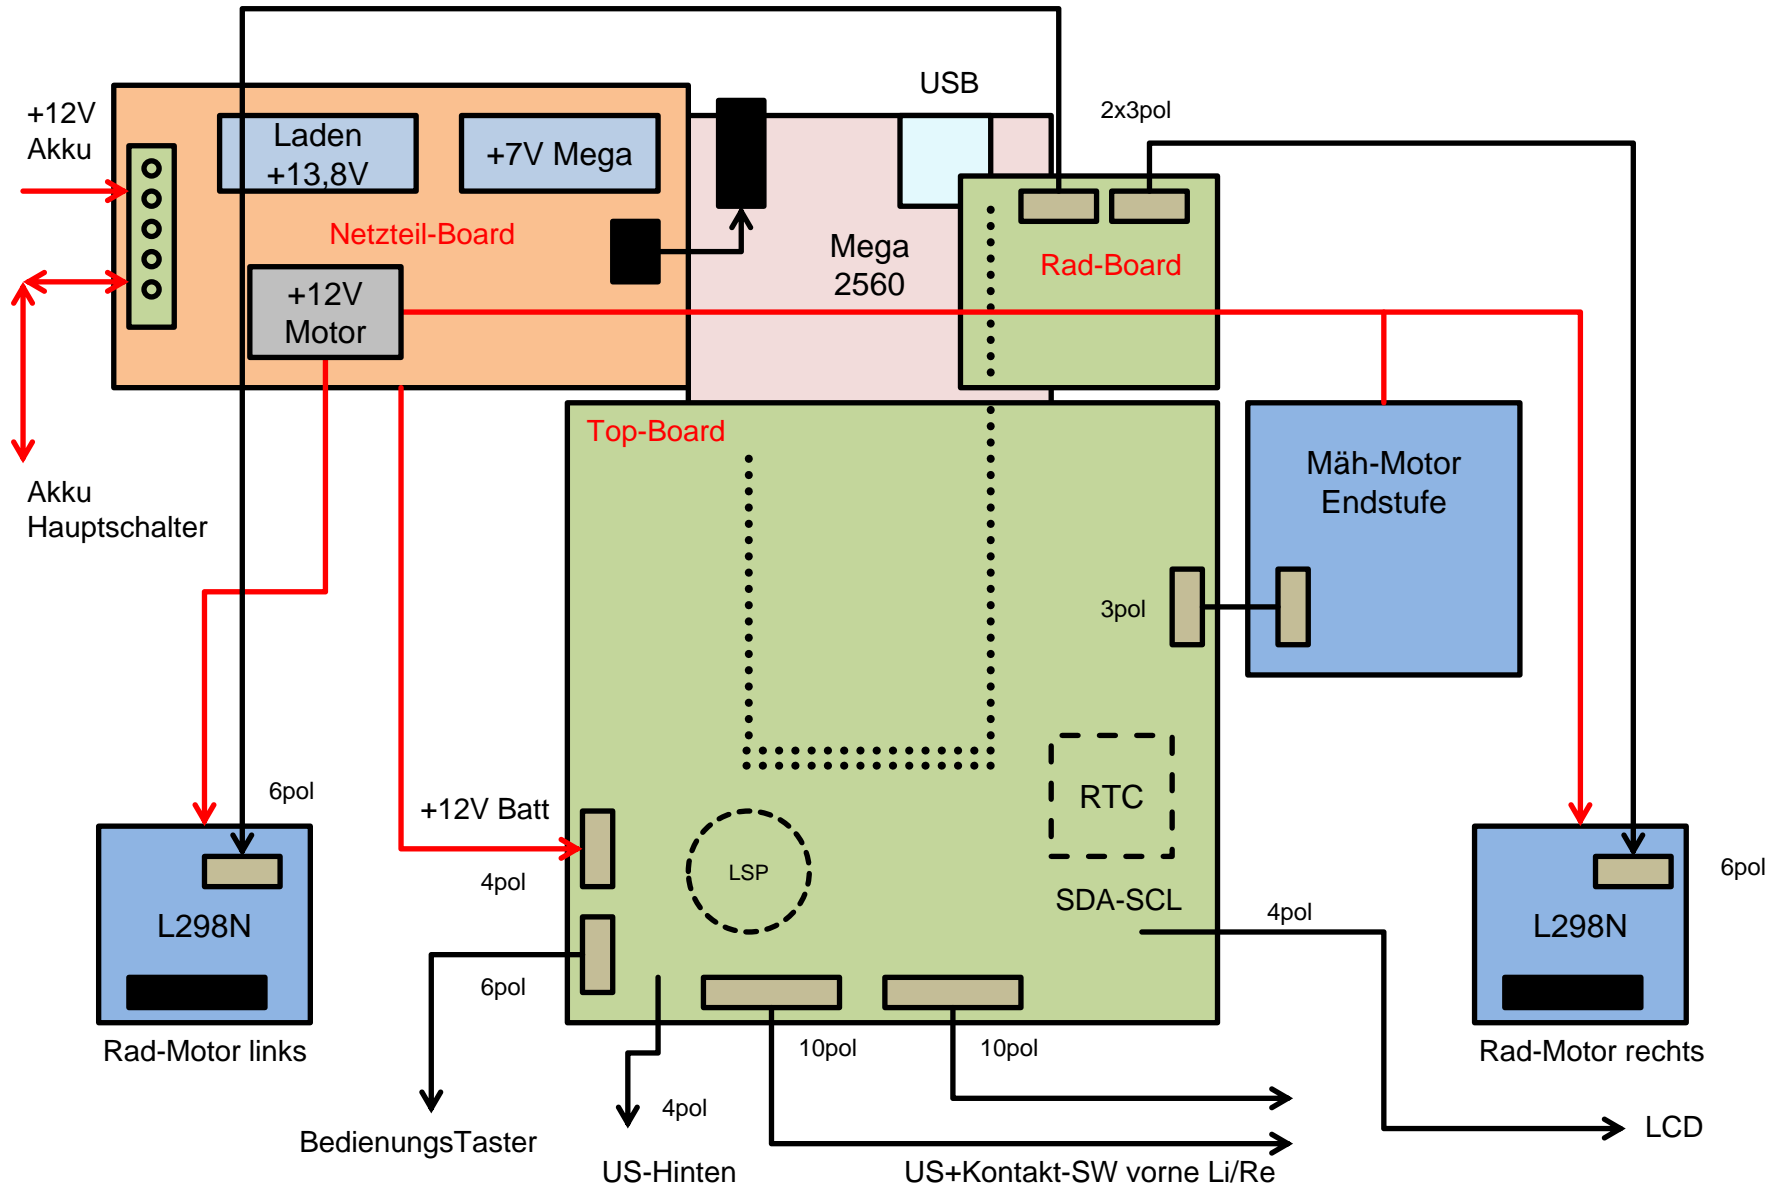 USB
2x3pol
+12V
Akku
Laden
+13,8V
+7V Mega
Netzteil-Board
Mega
2560
Rad-Board
+12V
Motor
Top-Board
Mäh-Motor
Endstufe
Akku
Hauptschalter
3pol
6pol
+12V Batt
RTC
4pol
LSP
SDA-SCL
4pol
6pol
L298N
L298N
6pol
Rad-Motor links
10pol
10pol
Rad-Motor rechts
4pol
BedienungsTaster
US-Hinten
US+Kontakt-SW vorne Li/Re
LCD